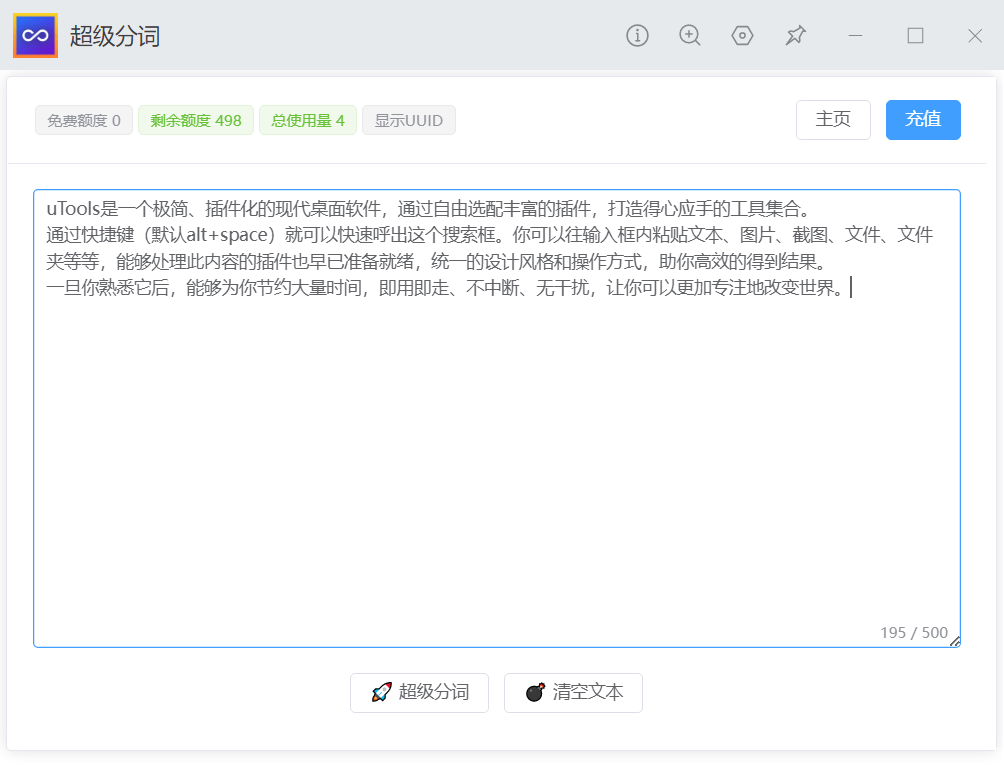 超级分词
免费额度 0
剩余额度 498
总使用量 4
显示UUID
主页
充值
uTools是一个极简、插件化的现代桌面软件，通过自由选配丰富的插件，打造得心应手的工具集合。
通过快捷键（默认alt+space）就可以快速呼出这个搜索框。你可以往输入框内粘贴文本、图片、截图、文件、文件
夹等等，能够处理此内容的插件也早已准备就绪，统一的设计风格和操作方式，助你高效的得到结果。
一旦你熟悉它后，能够为你节约大量时间，即用即走、不中断、无干扰，让你可以更加专注地改变世界。
195 / 500
超级分词
清空文本